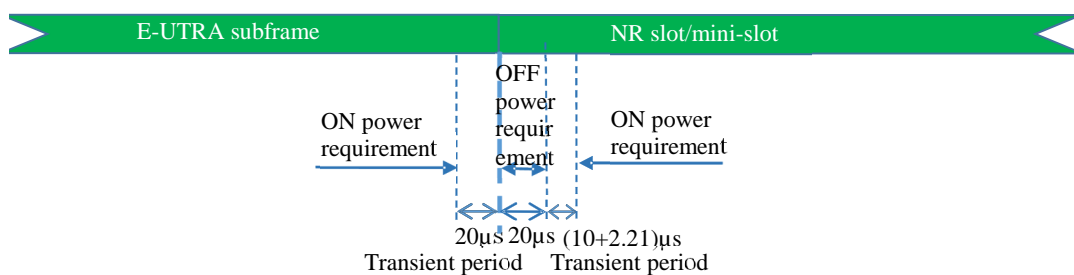 E-UTRA subframe
NR slot/mini-slot
OFF
power
requir
ement
ON power
requirement
ON power
requirement
20µs 20µs (10+2.21)µs
Transient period Transient period